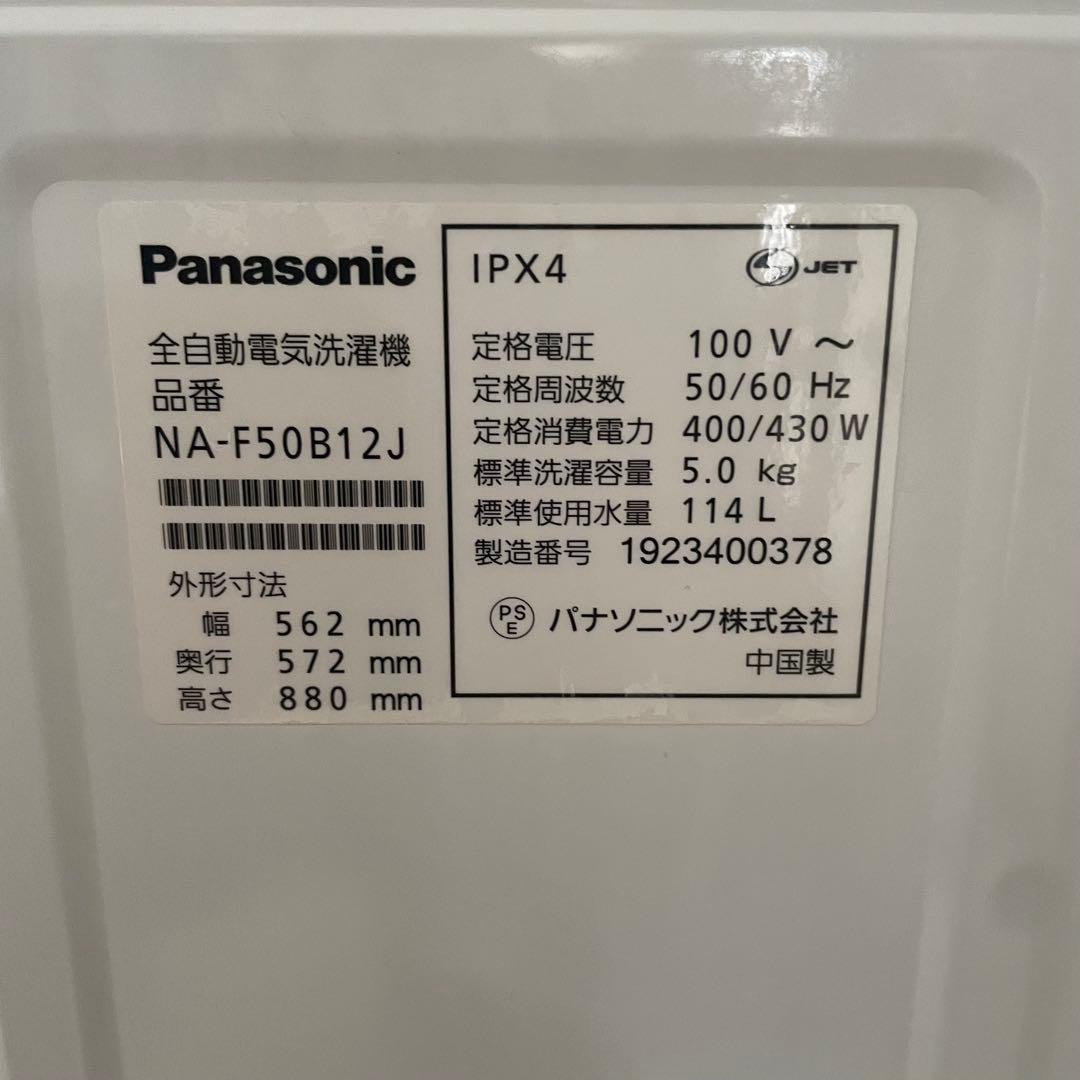 Panasonic
全自動電気洗濯機
品番
NA-F50B12J
外形寸法
幅 562 mm
奥行 572 mm
高さ 880 mm
IPX4
JET
定格電圧 100 V ～
定格周波数 50/60 Hz
定格消費電力 400/430 W
標準洗濯容量 5.0 kg
標準使用水量 114 L
製造番号 1923400378
PS
E
パナソニック株式会社
中国製